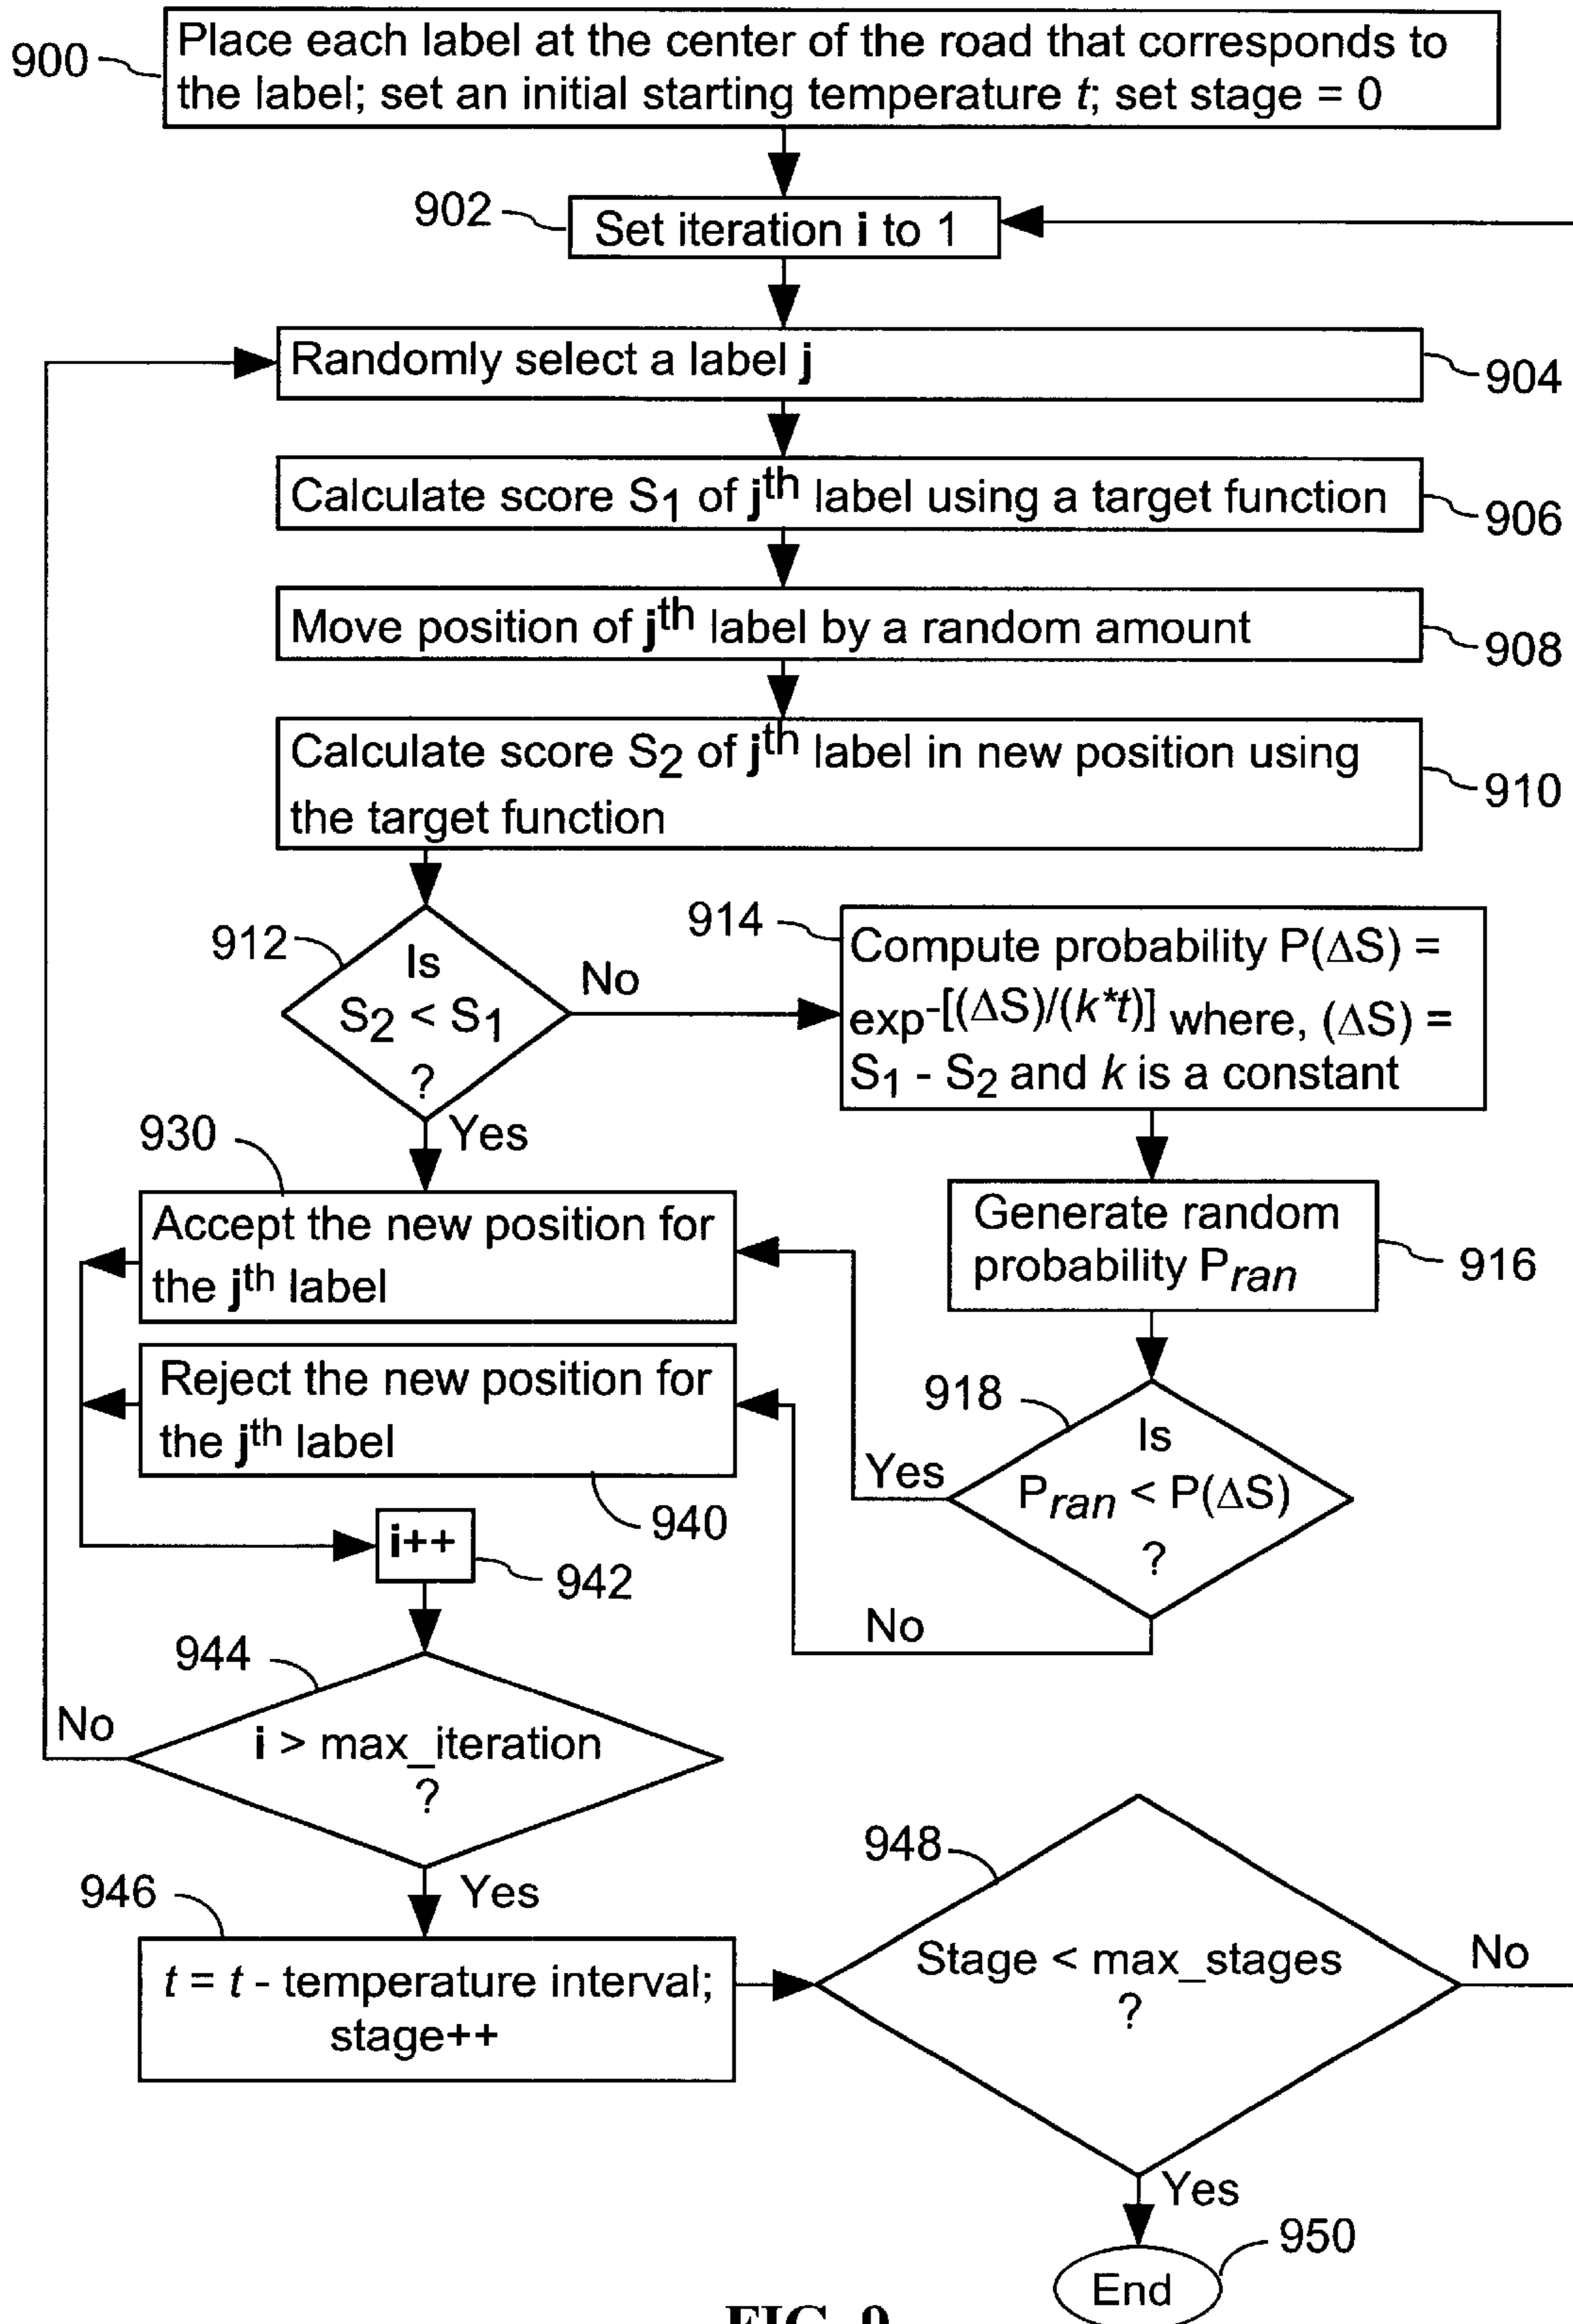 900
Place each label at the center of the road that corresponds to
the label; set an initial starting temperature t; set stage = 0
902
Set iteration i to 1
Randomly select a label j
904
Calculate score S1 of jth label using a target function
906
Move position of jth label by a random amount
908
Calculate score S2 of jth label in new position using
the target function
910
912
Is
S2 < S1
?
No
Yes
914
Compute probability P(ΔS) =
exp-[(ΔS)/(k*t)] where, (ΔS) =
S1 - S2 and k is a constant
930
Accept the new position for
the jth label
Generate random
probability Pran
916
Reject the new position for
the jth label
940
918
Is
Pran < P(ΔS)
?
Yes
No
i++
942
944
i > max_iteration
?
No
Yes
946
t = t - temperature interval;
stage++
948
Stage < max_stages
?
No
Yes
950
End
FIG. 9